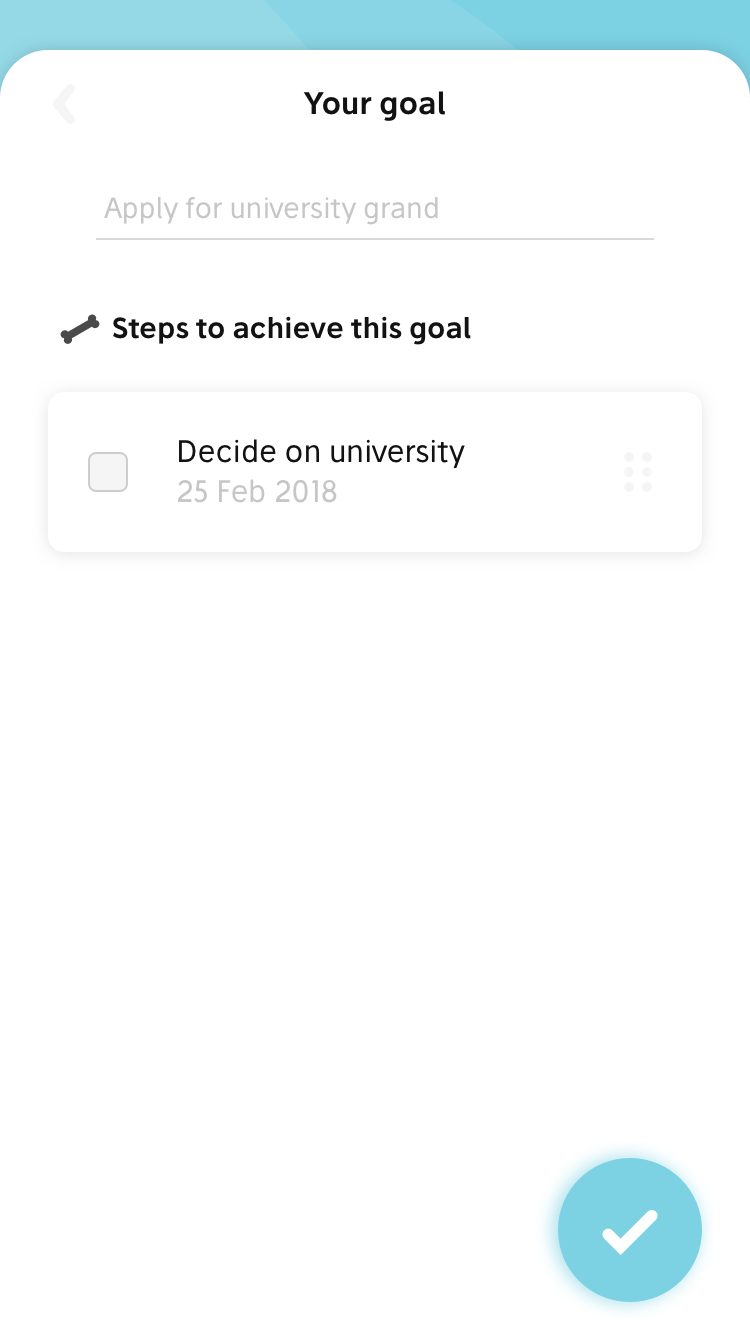 Your goal
Apply for university grand
Steps to achieve this goal
Decide on university
25 Feb 2018